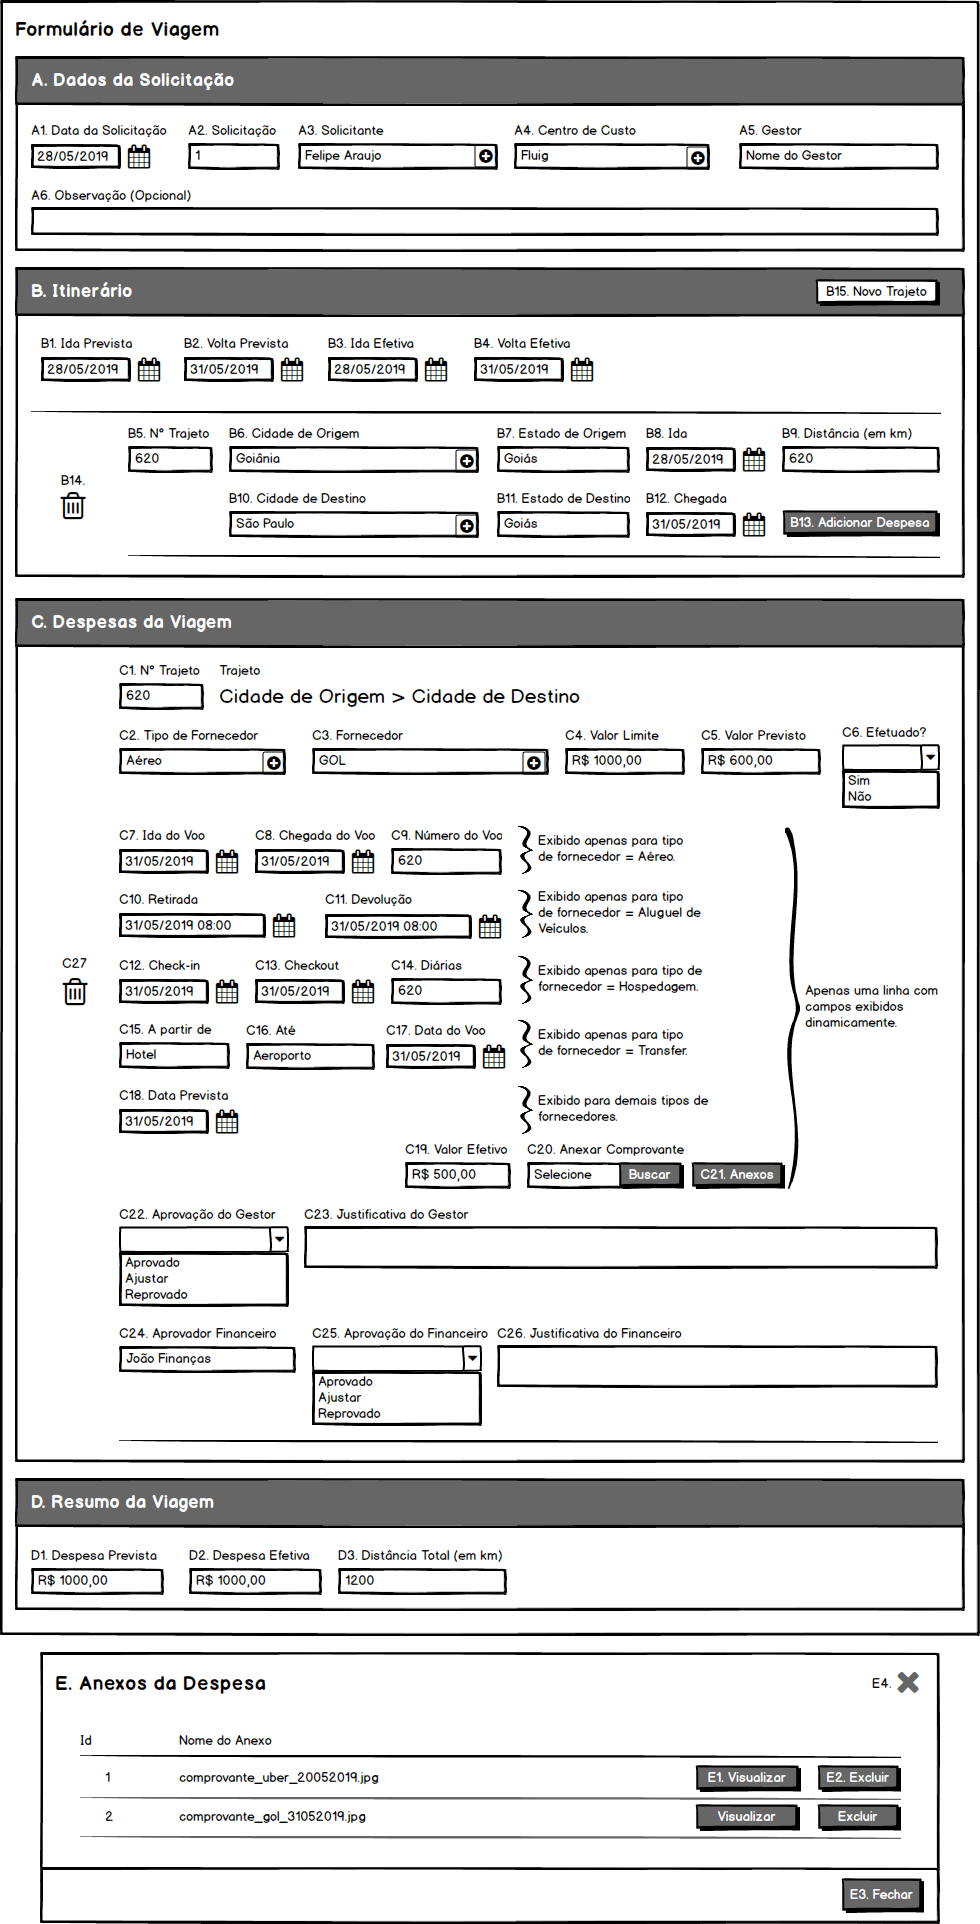 Formulário de Viagem
A. Dados da Solicitação
A1. Data da Solicitação A2. Solicitação A3. Solicitante A4. Centro de Custo A5. Gestor
28/05/2019 1 Felipe Araujo Fluig Nome do Gestor
A6. Observação (Opcional)
B. Itinerário B15. Novo Trajeto
B1. Ida Prevista B2. Volta Prevista B3. Ida Efetiva B4. Volta Efetiva
28/05/2019 31/05/2019 28/05/2019 31/05/2019
B5. Nº Trajeto B6. Cidade de Origem B7. Estado de Origem B8. Ida B9. Distância (em km)
620 Goiânia Goiás 28/05/2019 620
B14.
B10. Cidade de Destino B11. Estado de Destino B12. Chegada
São Paulo Goiás 31/05/2019 B13. Adicionar Despesa
C. Despesas da Viagem
C1. Nº Trajeto Trajeto
620 Cidade de Origem > Cidade de Destino
C2. Tipo de Fornecedor C3. Fornecedor C4. Valor Limite C5. Valor Previsto C6. Efetuado?
Aéreo GOL R$ 1000,00 R$ 600,00
Sim
Não
C7. Ida do Voo C8. Chegada do Voo C9. Número do Voo
31/05/2019 31/05/2019 620
Exibido apenas para tipo
de fornecedor = Aéreo.
C10. Retirada C11. Devolução
31/05/2019 08:00 31/05/2019 08:00
Exibido apenas para tipo
de fornecedor = Aluguel de
Veículos.
C27
C12. Check-in C13. Checkout C14. Diárias
31/05/2019 31/05/2019 620
Exibido apenas para tipo de
fornecedor = Hospedagem.
Apenas uma linha com
campos exibidos
dinamicamente.
C15. A partir de C16. Até C17. Data do Voo
Hotel Aeroporto 31/05/2019
Exibido apenas para tipo
de fornecedor = Transfer.
C18. Data Prevista
31/05/2019
Exibido para demais tipos de
fornecedores.
C19. Valor Efetivo C20. Anexar Comprovante
R$ 500,00 Selecione Buscar C21. Anexos
C22. Aprovação do Gestor C23. Justificativa do Gestor
Aprovado
Ajustar
Reprovado
C24. Aprovador Financeiro C25. Aprovação do Financeiro C26. Justificativa do Financeiro
João Finanças
Aprovado
Ajustar
Reprovado
D. Resumo da Viagem
D1. Despesa Prevista D2. Despesa Efetiva D3. Distância Total (em km)
R$ 1000,00 R$ 1000,00 1200
E. Anexos da Despesa E4.
Id Nome do Anexo
1 comprovante_uber_20052019.jpg E1. Visualizar E2. Excluir
2 comprovante_gol_31052019.jpg Visualizar Excluir
E3. Fechar